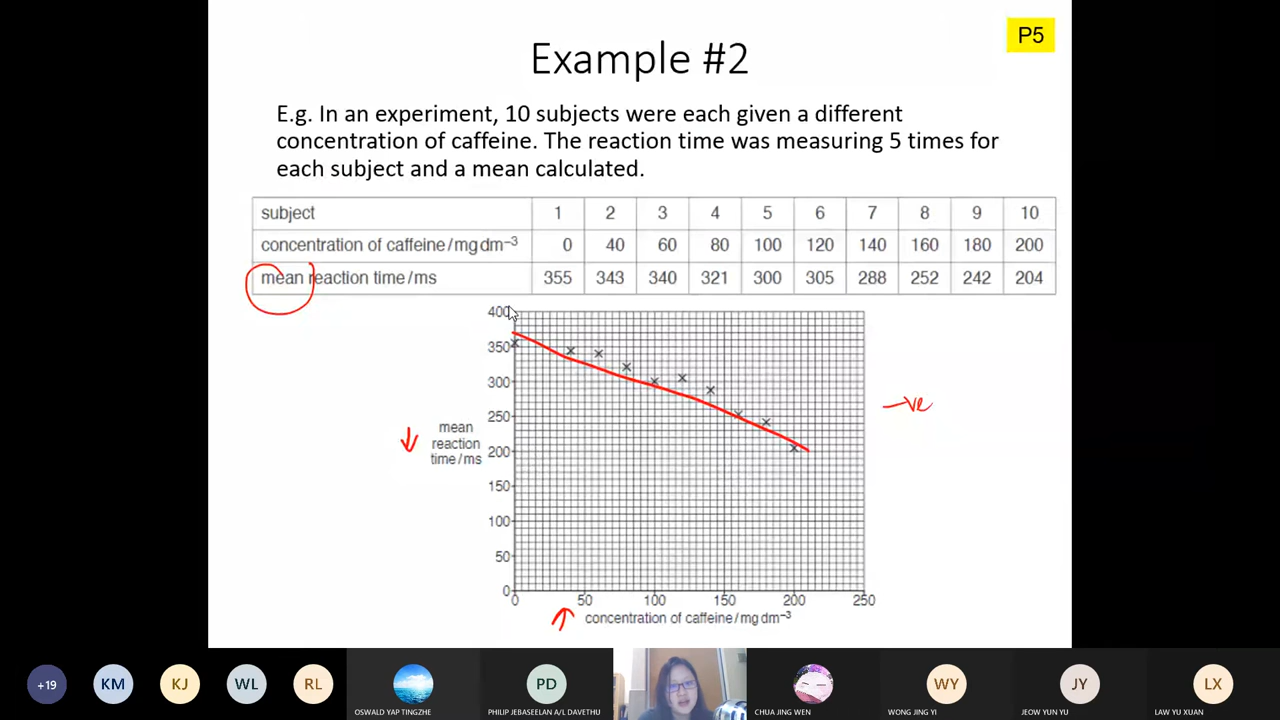 P5
Example #2
E.g. In an experiment, 10 subjects were each given a different
concentration of caffeine. The reaction time was measuring 5 times for
each subject and a mean calculated.
subject 1 2 3 4 5 6 7 8 9 10
concentration of caffeine/mg dm⁻³ 0 40 60 80 100 120 140 160 180 200
mean reaction time/ms 355 343 340 321 300 305 288 252 242 204
400
350
300
250
200
150
100
50
0
mean
reaction
time/ms
-ve
0 50 100 150 200 250
concentration of caffeine/mg dm⁻³
+19 KM KJ WL RL PD WY JY LX
OSWALD YAP TINGZHE PHILIP JEBASEELAN A/L DAVETHU CHUA JING WEN WONG JING YI JEOW YUN YU LAW YU XUAN